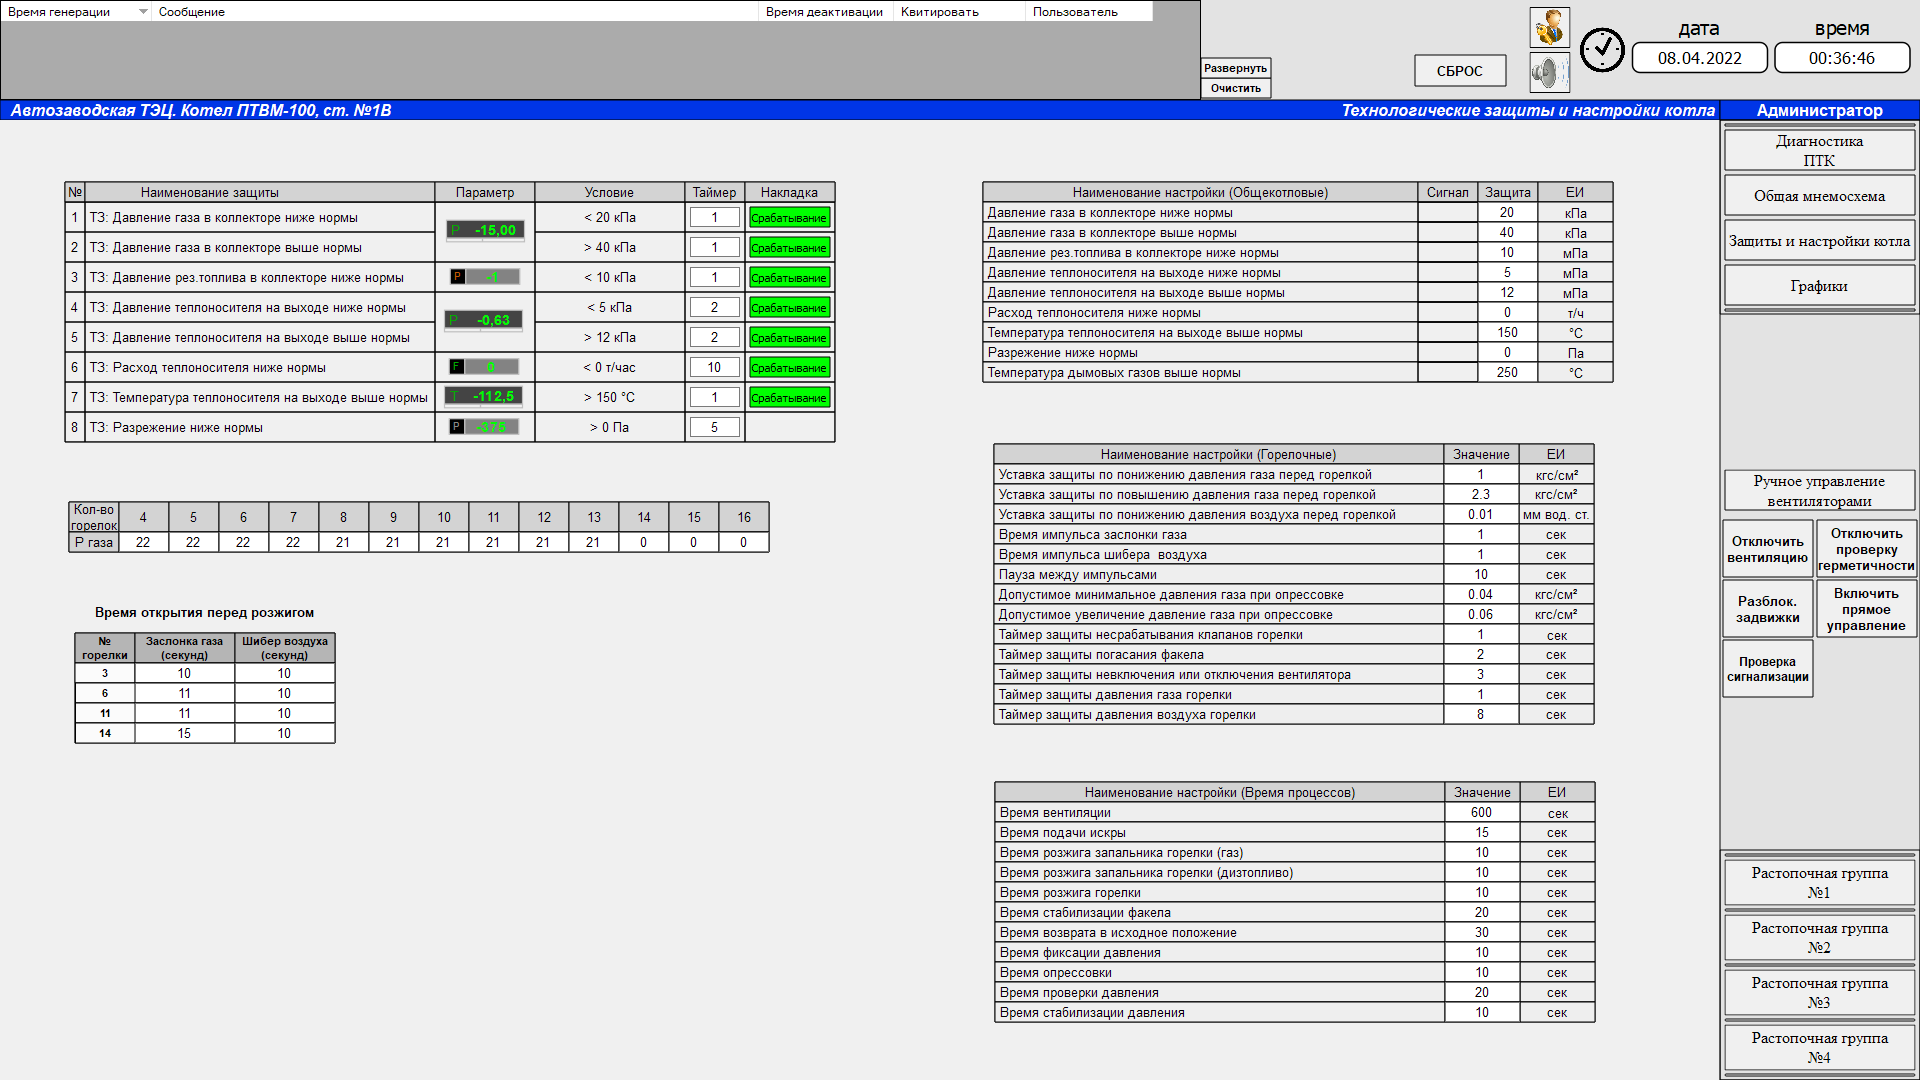 Время генерации Сообщение Время деактивации Квитировать Пользователь
Развернуть
Очистить
СБРОС
дата время
08.04.2022 00:36:46
Автозаводская ТЭЦ. Котел ПТВМ-100, ст. №1В Технологические защиты и настройки котла Администратор
№ Наименование защиты Параметр Условие Таймер Накладка
1 ТЗ: Давление газа в коллекторе ниже нормы < 20 кПа 1 Срабатывание
P -15,00
2 ТЗ: Давление газа в коллекторе выше нормы > 40 кПа 1 Срабатывание
3 ТЗ: Давление рез.топлива в коллекторе ниже нормы P -1 < 10 кПа 1 Срабатывание
4 ТЗ: Давление теплоносителя на выходе ниже нормы < 5 кПа 2 Срабатывание
P -0,63
5 ТЗ: Давление теплоносителя на выходе выше нормы > 12 кПа 2 Срабатывание
6 ТЗ: Расход теплоносителя ниже нормы F 0 < 0 т/час 10 Срабатывание
7 ТЗ: Температура теплоносителя на выходе выше нормы T -112,5 > 150 °C 1 Срабатывание
8 ТЗ: Разрежение ниже нормы P -375 > 0 Па 5
Кол-во горелок 4 5 6 7 8 9 10 11 12 13 14 15 16
Р газа 22 22 22 22 21 21 21 21 21 21 0 0 0
Время открытия перед розжигом
№ горелки Заслонка газа (секунд) Шибер воздуха (секунд)
3 10 10
6 11 10
11 11 10
14 15 10
Наименование настройки (Общекотловые) Сигнал Защита ЕИ
Давление газа в коллекторе ниже нормы 20 кПа
Давление газа в коллекторе выше нормы 40 кПа
Давление рез.топлива в коллекторе ниже нормы 10 мПа
Давление теплоносителя на выходе ниже нормы 5 мПа
Давление теплоносителя на выходе выше нормы 12 мПа
Расход теплоносителя ниже нормы 0 т/ч
Температура теплоносителя на выходе выше нормы 150 °C
Разрежение ниже нормы 0 Па
Температура дымовых газов выше нормы 250 °C
Наименование настройки (Горелочные) Значение ЕИ
Уставка защиты по понижению давления газа перед горелкой 1 кгс/см²
Уставка защиты по повышению давления газа перед горелкой 2.3 кгс/см²
Уставка защиты по понижению давления воздуха перед горелкой 0.01 мм вод. ст.
Время импульса заслонки газа 1 сек
Время импульса шибера воздуха 1 сек
Пауза между импульсами 10 сек
Допустимое минимальное давления газа при опрессовке 0.04 кгс/см²
Допустимое увеличение давление газа при опрессовке 0.06 кгс/см²
Таймер защиты несрабатывания клапанов горелки 1 сек
Таймер защиты погасания факела 2 сек
Таймер защиты невключения или отключения вентилятора 3 сек
Таймер защиты давления газа горелки 1 сек
Таймер защиты давления воздуха горелки 8 сек
Наименование настройки (Время процессов) Значение ЕИ
Время вентиляции 600 сек
Время подачи искры 15 сек
Время розжига запальника горелки (газ) 10 сек
Время розжига запальника горелки (дизтопливо) 10 сек
Время розжига горелки 10 сек
Время стабилизации факела 20 сек
Время возврата в исходное положение 30 сек
Время фиксации давления 10 сек
Время опрессовки 10 сек
Время проверки давления 20 сек
Время стабилизации давления 10 сек
Диагностика
ПТК
Общая мнемосхема
Защиты и настройки котла
Графики
Ручное управление
вентиляторами
Отключить
вентиляцию
Отключить
проверку
герметичности
Разблок.
задвижки
Включить
прямое
управление
Проверка
сигнализации
Растопочная группа
№1
Растопочная группа
№2
Растопочная группа
№3
Растопочная группа
№4